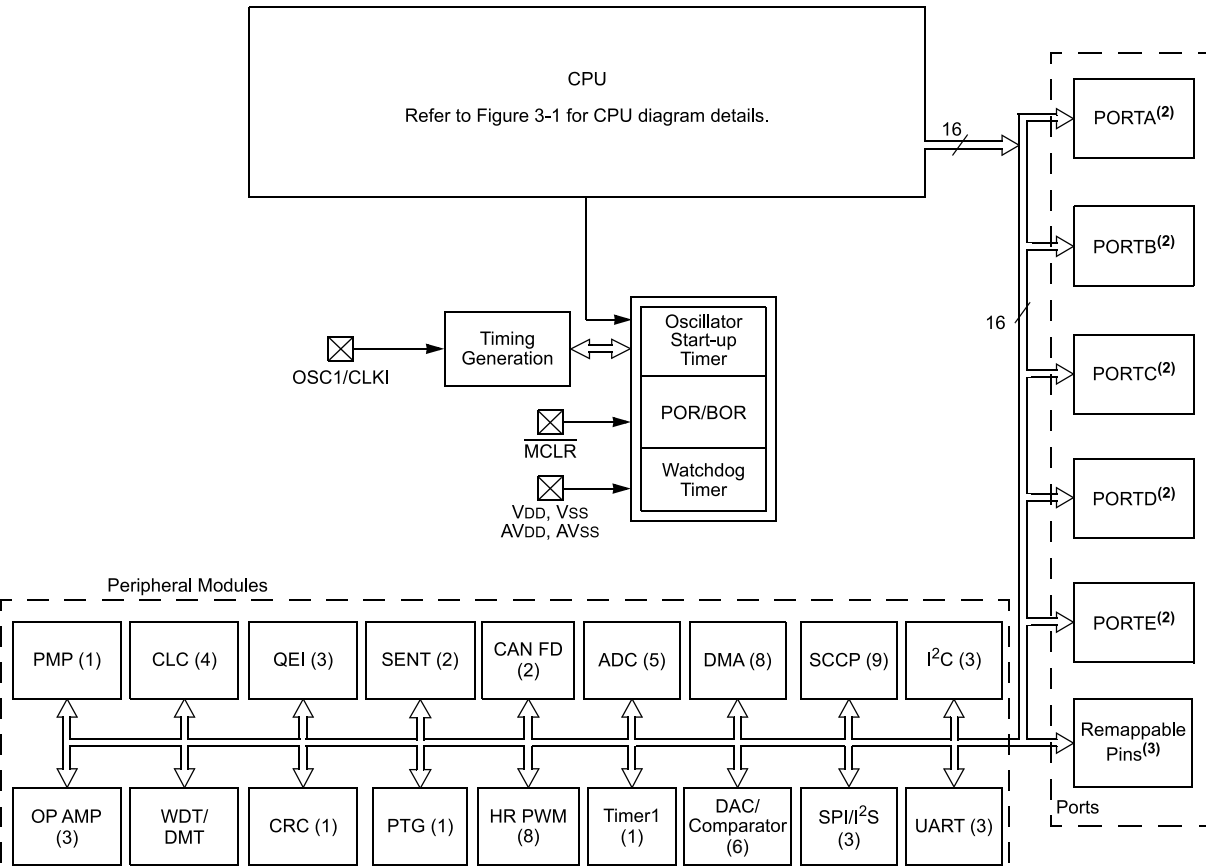 CPU
Refer to Figure 3-1 for CPU diagram details.
16
PORTA(2)
PORTB(2)
16
PORTC(2)
PORTD(2)
PORTE(2)
Remappable
Pins(3)
Ports
OSC1/CLKI
Timing
Generation
Oscillator
Start-up
Timer
POR/BOR
Watchdog
Timer
MCLR
VDD, VSS
AVDD, AVSS
Peripheral Modules
PMP (1)
CLC (4)
QEI (3)
SENT (2)
CAN FD
(2)
ADC (5)
DMA (8)
SCCP (9)
I2C (3)
OP AMP
(3)
WDT/
DMT
CRC (1)
PTG (1)
HR PWM
(8)
Timer1
(1)
DAC/
Comparator
(6)
SPI/I2S
(3)
UART (3)